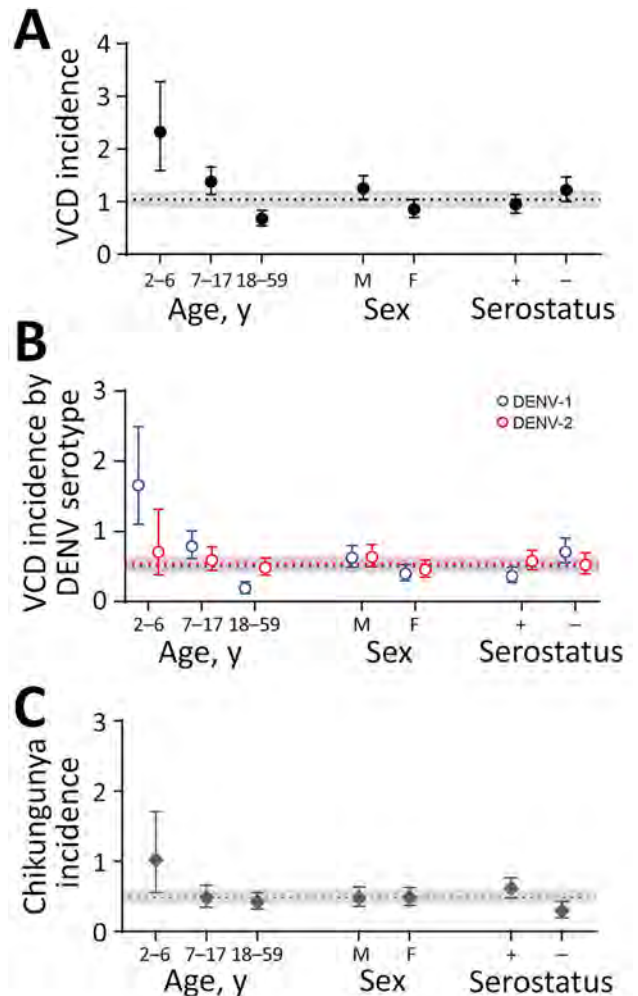 A
VCD incidence
4
3
2
1
0
2–6 7–17 18–59 M F + –
Age, y Sex Serostatus
B
VCD incidence by
DENV serotype
3
2
1
0
DENV-1
DENV-2
2–6 7–17 18–59 M F + –
Age, y Sex Serostatus
C
Chikungunya
incidence
3
2
1
0
2–6 7–17 18–59 M F + –
Age, y Sex Serostatus